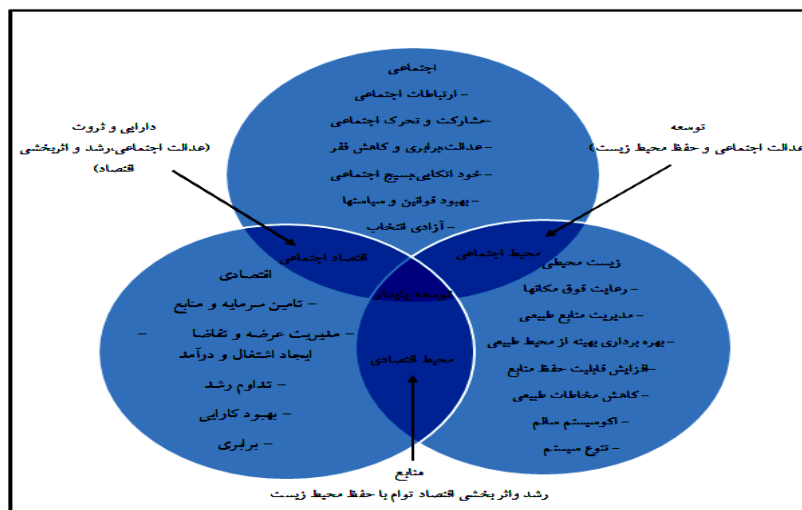 اجتماعی
- ارتباطات اجتماعی
-مشارکت و تحرک اجتماعی
-عدالت،برابری و کاهش فقر
-خود اتکایی،بسیج اجتماعی
-بهبود قوانین و سیاستها
- آزادی انتخاب
دارایی و ثروت
(عدالت اجتماعی،رشد و اثربخشی
اقتصاد)
توسعه
عدالت اجتماعی و حفظ محیط زیست)
اقتصاد اجتماعی
محیط اجتماعی
توسعه پایدار
محیط اقتصادی
زیست محیطی
- رعایت فوق مکانها
- مدیریت منابع طبیعی
- بهره برداری بهینه از محیط طبیعی
-افزایش قابلیت حفظ منابع
- کاهش مخاطات طبیعی
- اکوسیستم سالم
- تنوع سیستم
اقتصادی
- تامین سرمایه و منابع
- مدیریت عرضه و تقاضا -
ایجاد اشتغال و درآمد
- تداوم رشد
- بهبود کارایی
- برابری
منابع
رشد واثر بخشی اقتصاد توام با حفظ محیط زیست